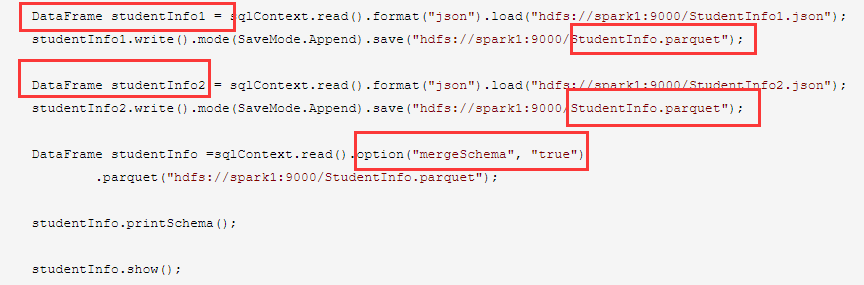 DataFrame studentInfo1 = sqlContext.read().format("json").load("hdfs://spark1:9000/StudentInfo1.json");
studentInfo1.write().mode(SaveMode.Append).save("hdfs://spark1:9000/StudentInfo.parquet");
DataFrame studentInfo2 = sqlContext.read().format("json").load("hdfs://spark1:9000/StudentInfo2.json");
studentInfo2.write().mode(SaveMode.Append).save("hdfs://spark1:9000/StudentInfo.parquet");
DataFrame studentInfo =sqlContext.read().option("mergeSchema", "true")
.parquet("hdfs://spark1:9000/StudentInfo.parquet");
studentInfo.printSchema();
studentInfo.show();